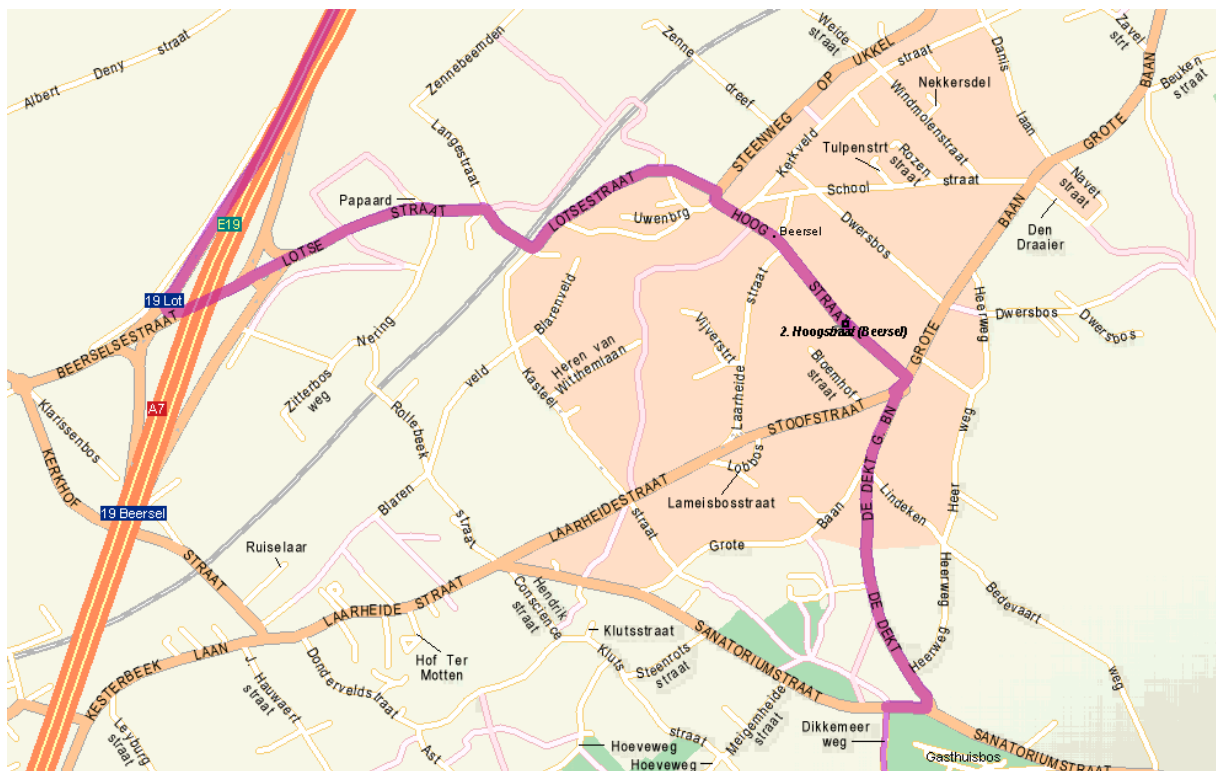 Albert Deny straat
Zennebeemden
Langestraat
Zenne
dreef
Weide
straat
STEENWEG OP UKKEL
straat
Danis
laan
Zavel
strt
Beuken
straat
GROTE BAAN
Nekkersdel
Windmolenstraat
Kerkveld
Tulpenstrt
Rozen
straat
School straat
Navet
straat
Den
Draaier
Papaard
LOTSE STRAAT
LOTSESTRAAT
Uwenbrg
HOOG STRAAT
Beersel
Dwersbos
GROTE BAAN
E19
19 Lot
BEERSELSESTRAAT
Nering
Zitterbos
weg
Blarenveld
Heren van
Witthemlaan
Vijverstrt
Laarheide straat
2. Hoogstraat (Beersel)
Bloemhof
straat
Heerweg
Dwersbos
Dwersbos
A7
Klarissenbos
KERKHOF STRAAT
19 Beersel
Rollebeek straat
Blaren veld
Kasteel straat
LAARHEIDESTRAAT
STOOFSTRAAT
Lobbos
Lameisbosstraat
DE DEKT G. BN
Lindeken
Heer weg
Grote Baan
Ruiselaar
LAARHEIDE STRAAT
Hendrik
Conscience
straat
Klutsstraat
Hof Ter
Motten
Kluts straat
Steenrots
straat
SANATORIUMSTRAAT
DE DEKT
Heerweg
Heerweg
Bedevaart weg
KESTERBEEK LAAN
J.
Hauwaert
straat
Donderveldstraat
Leyburg
straat
Ast
Meigemheide
straat
Hoeveweg
Hoeveweg
Dikkemeer
weg
Gasthuisbos
SANATORIUMSTRAAT